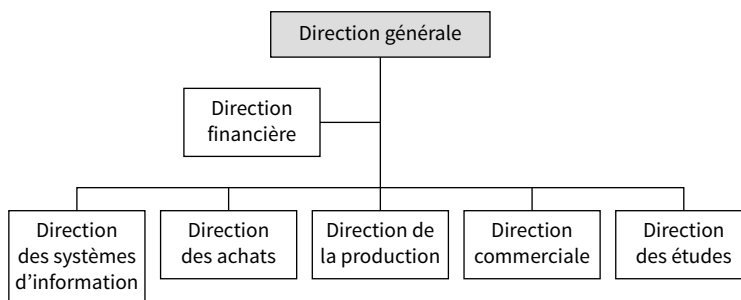 Direction générale
Direction
financière
Direction
des systèmes
d’information
Direction
des achats
Direction de
la production
Direction
commerciale
Direction
des études